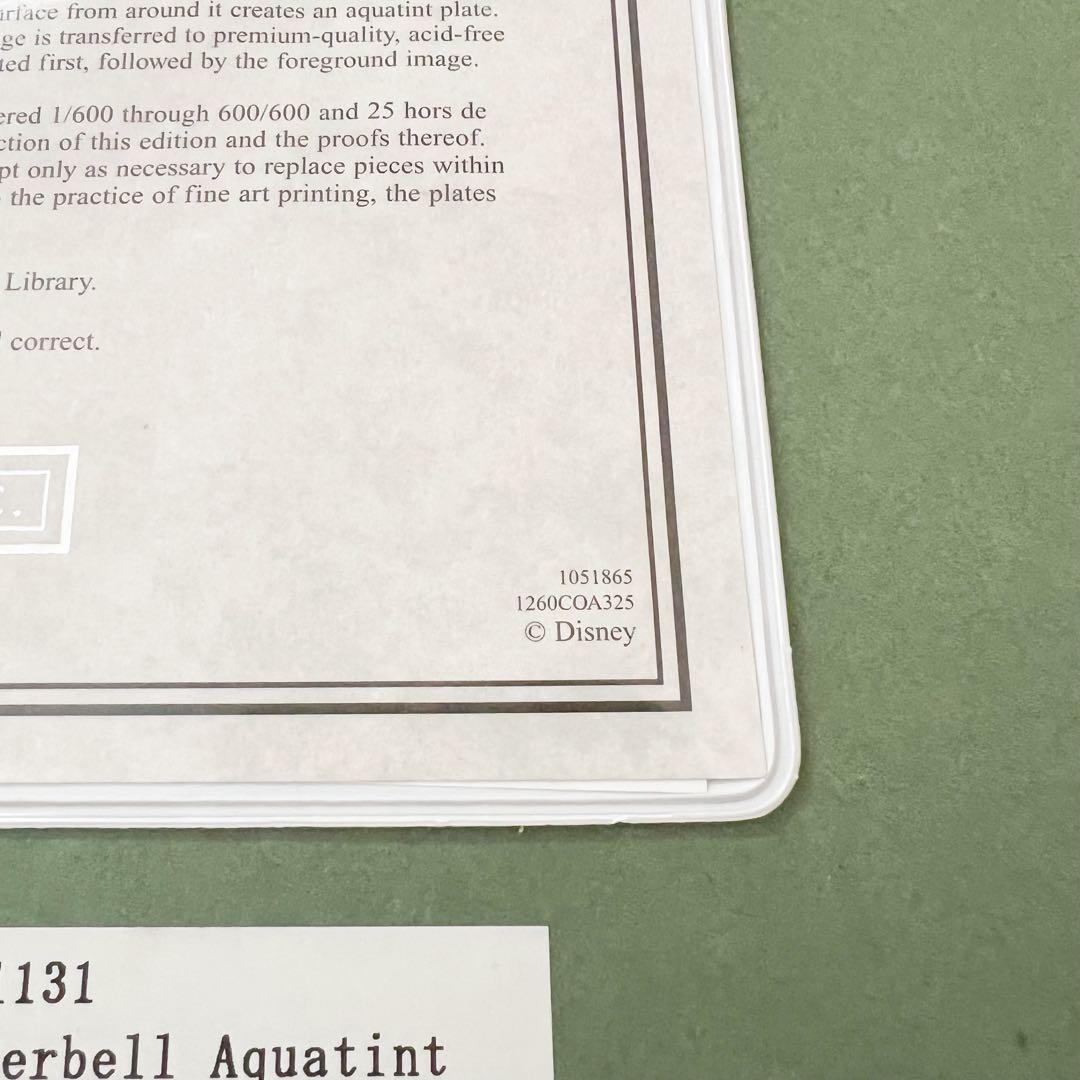 surface from around it creates an aquatint plate.
ge is transferred to premium-quality, acid-free
ted first, followed by the foreground image.
ered 1/600 through 600/600 and 25 hors de
ction of this edition and the proofs thereof.
pt only as necessary to replace pieces within
the practice of fine art printing, the plates
Library.
correct.
C.
1051865
1260COA325
© Disney
1131
erbell Aquatint